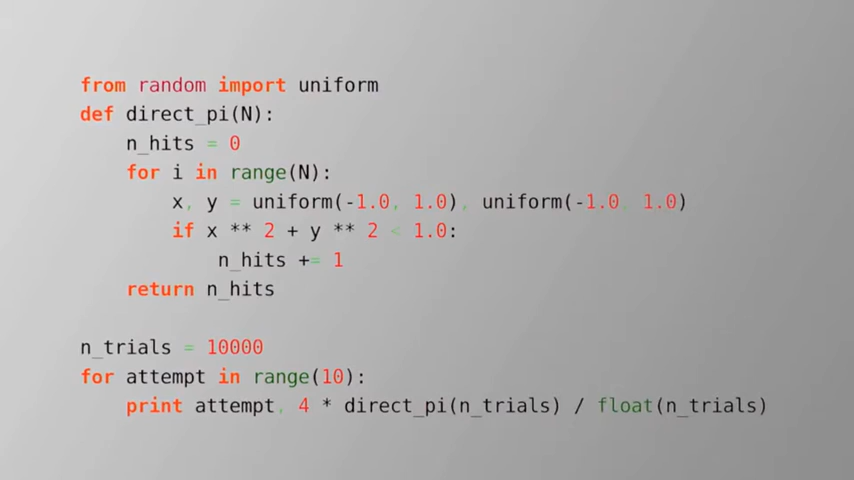 from random import uniform
def direct_pi(N):
    n_hits = 0
    for i in range(N):
        x, y = uniform(-1.0, 1.0), uniform(-1.0, 1.0)
        if x ** 2 + y ** 2 < 1.0:
            n_hits += 1
    return n_hits

n_trials = 10000
for attempt in range(10):
    print attempt, 4 * direct_pi(n_trials) / float(n_trials)